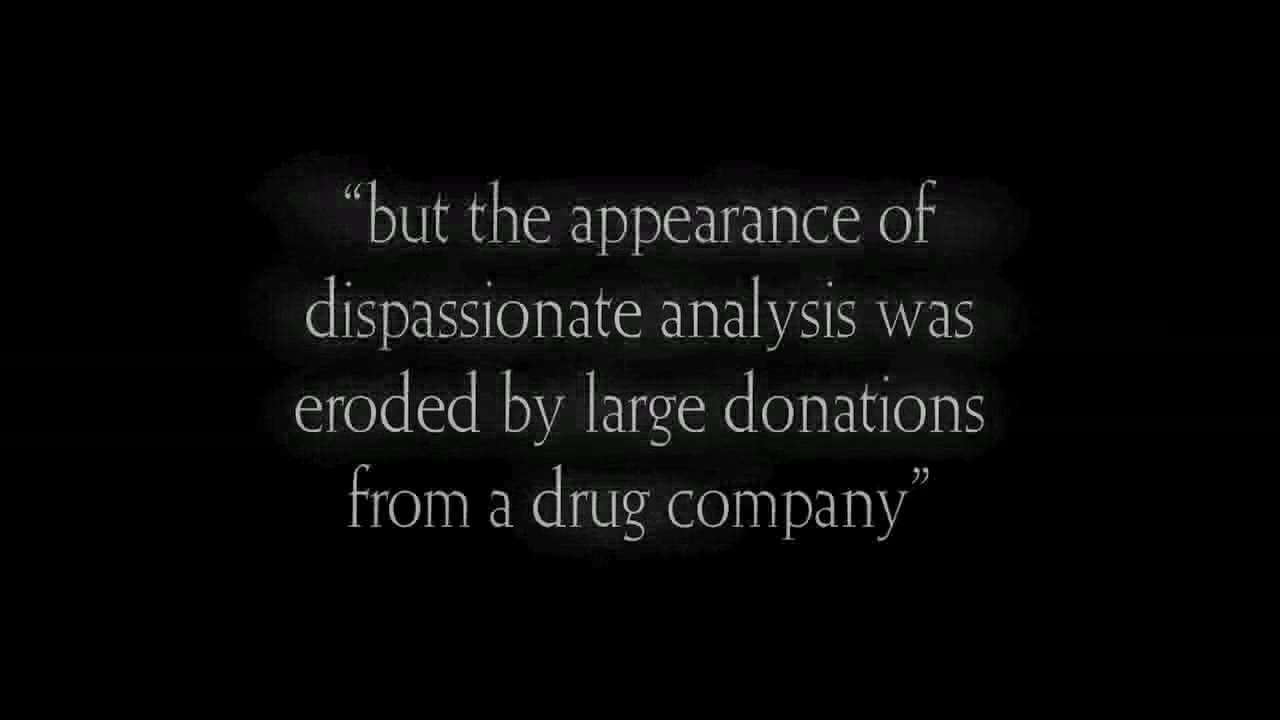 “but the appearance of
dispassionate analysis was
eroded by large donations
from a drug company”